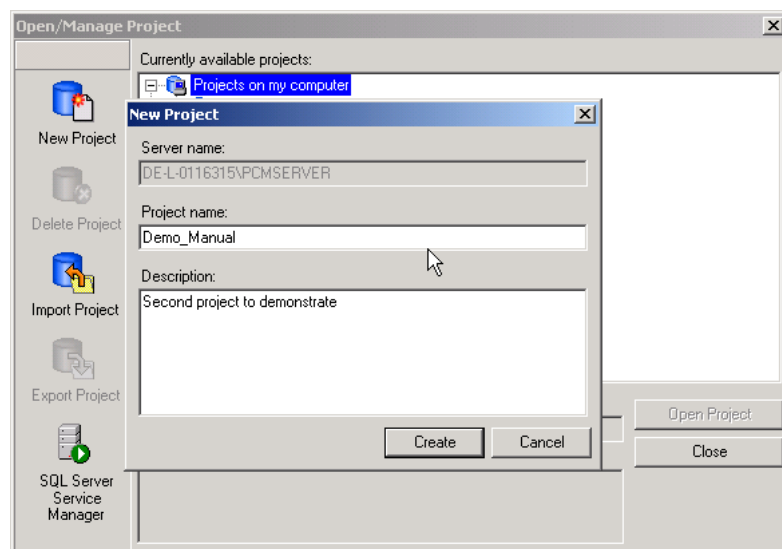 Open/Manage Project
Currently available projects:
Projects on my computer
New Project
New Project
Server name:
DE-L-0116315\PCMSERVER
Delete Project
Project name:
Demo_Manual
Description:
Import Project
Second project to demonstrate
Export Project
Open Project
Create
Cancel
Close
SQL Server
Service
Manager